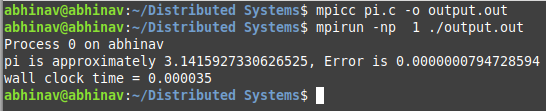 abhinav@abhinav:~/Distributed Systems$ mpicc pi.c -o output.out
abhinav@abhinav:~/Distributed Systems$ mpirun -np  1 ./output.out
Process 0 on abhinav
pi is approximately 3.1415927330626525, Error is 0.0000000794728594
wall clock time = 0.000035
abhinav@abhinav:~/Distributed Systems$